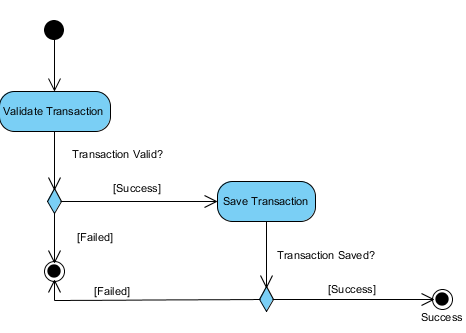 Validate Transaction
Transaction Valid?
[Success]
Save Transaction
[Failed]
Transaction Saved?
[Failed]
[Success]
Success